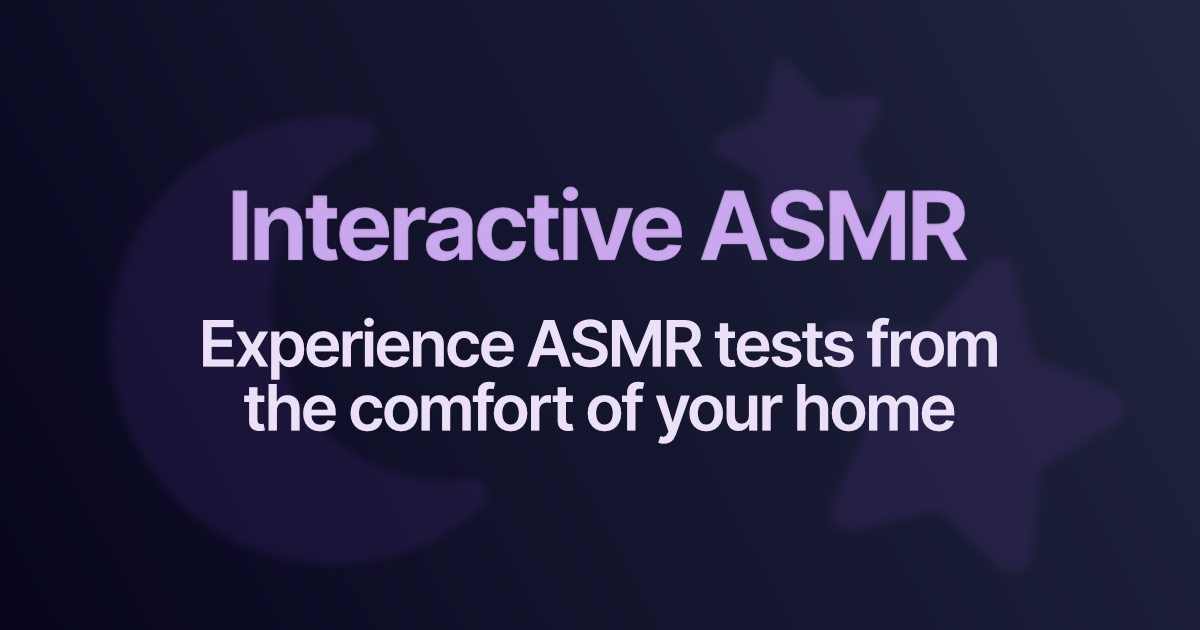 Interactive ASMR
Experience ASMR tests from
the comfort of your home